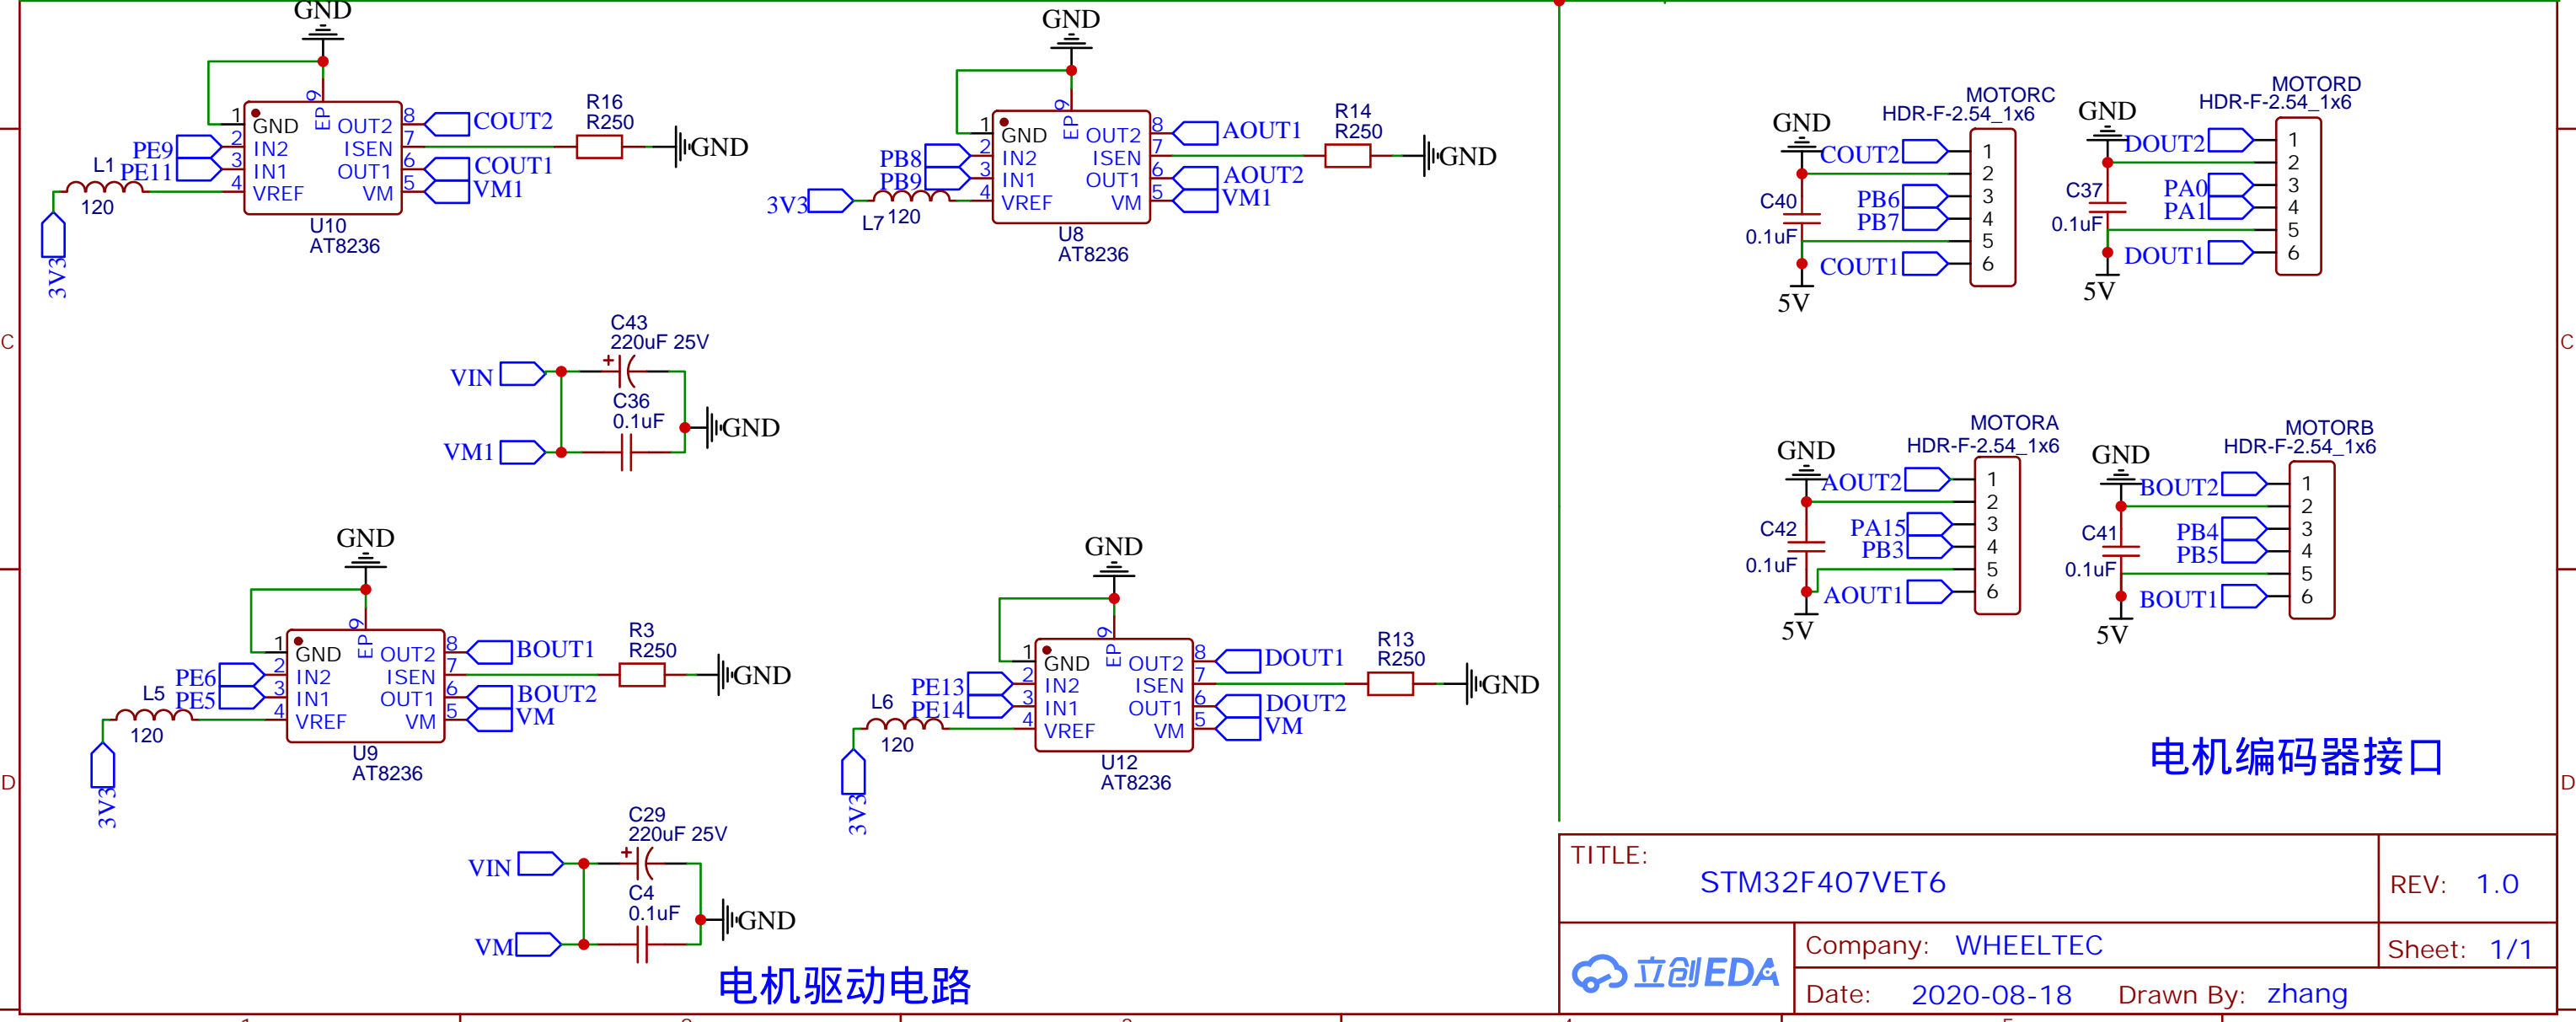 GND
1
2
3
4
GND
IN2
IN1
VREF
EP
9
OUT2
ISEN
OUT1
VM
8
7
6
5
PE9
PE11
L1
120
3V3
COUT2
COUT1
VM1
R16
R250
GND
U10
AT8236
GND
1
2
3
4
GND
IN2
IN1
VREF
EP
9
OUT2
ISEN
OUT1
VM
8
7
6
5
PB8
PB9
3V3
L7
120
AOUT1
AOUT2
VM1
R14
R250
GND
U8
AT8236
C43
220uF 25V
+
VIN
C36
0.1uF
VM1
GND
GND
1
2
3
4
GND
IN2
IN1
VREF
EP
9
OUT2
ISEN
OUT1
VM
8
7
6
5
PE6
PE5
L5
120
3V3
BOUT1
BOUT2
VM
R3
R250
GND
U9
AT8236
GND
1
2
3
4
GND
IN2
IN1
VREF
EP
9
OUT2
ISEN
OUT1
VM
8
7
6
5
PE13
PE14
L6
120
3V3
DOUT1
DOUT2
VM
R13
R250
GND
U12
AT8236
C29
220uF 25V
+
VIN
C4
0.1uF
VM
GND
电机驱动电路
MOTORC
HDR-F-2.54_1x6
GND
COUT2
C40
0.1uF
PB6
PB7
COUT1
5V
1
2
3
4
5
6
MOTORD
HDR-F-2.54_1x6
GND
DOUT2
C37
0.1uF
PA0
PA1
DOUT1
5V
1
2
3
4
5
6
MOTORA
HDR-F-2.54_1x6
GND
AOUT2
C42
0.1uF
PA15
PB3
AOUT1
5V
1
2
3
4
5
6
MOTORB
HDR-F-2.54_1x6
GND
BOUT2
C41
0.1uF
PB4
PB5
BOUT1
5V
1
2
3
4
5
6
电机编码器接口
C
C
D
D
TITLE:
STM32F407VET6
REV: 1.0
立创EDA
Company: WHEELTEC
Sheet: 1/1
Date: 2020-08-18 Drawn By: zhang